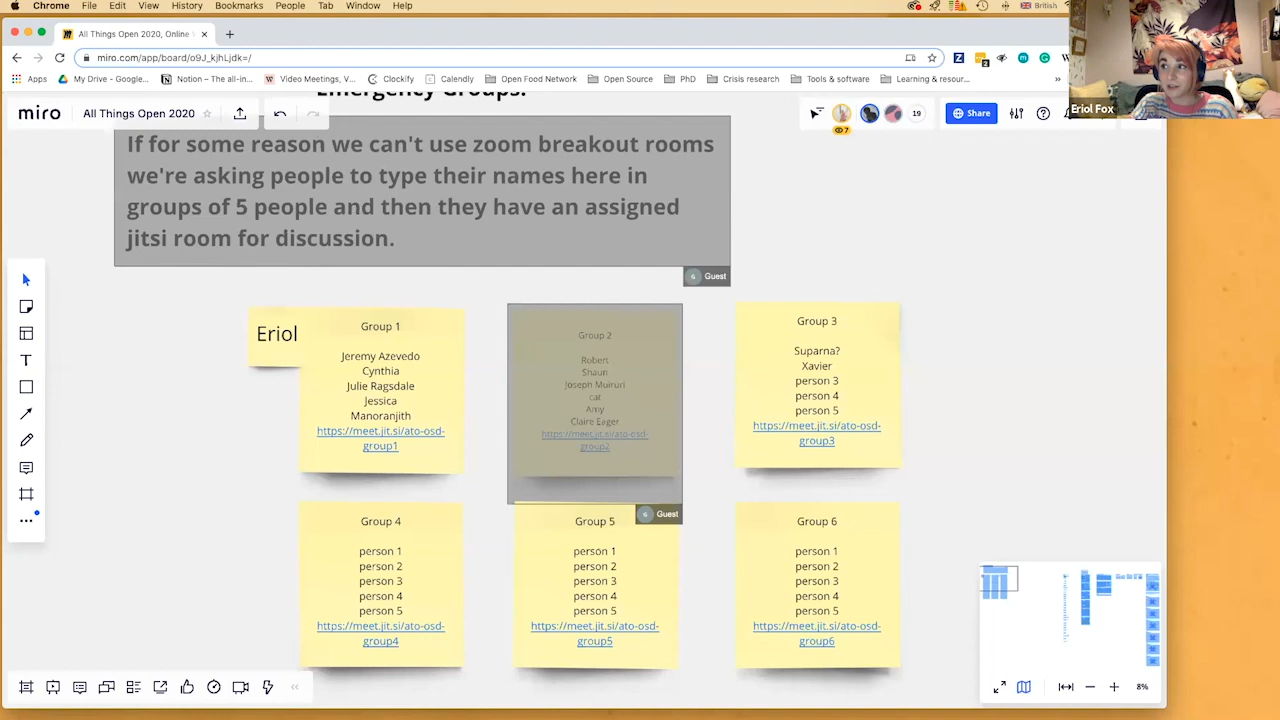 Chrome File Edit View History Bookmarks People Tab Window Help
British
All Things Open 2020, Online
miro.com/app/board/o9J_kjhLjdk=/
Apps My Drive - Google... Notion – The all-in... Video Meetings, V... Clockify Calendly Open Food Network Open Source PhD Crisis research Tools & software Learning & resour... »
Eriol Fox
Emergency Groups:
miro All Things Open 2020
19
Share
7
If for some reason we can't use zoom breakout rooms
we're asking people to type their names here in
groups of 5 people and then they have an assigned
jitsi room for discussion.
Guest
Eriol
Group 1
Jeremy Azevedo
Cynthia
Julie Ragsdale
Jessica
Manoranjith
https://meet.jit.si/ato-osd-
group1
Group 2
Robert
Shaun
Joseph Muiruri
cat
Amy
Claire Eager
https://meet.jit.si/ato-osd-
group2
Guest
Group 3
Suparna?
Xavier
person 3
person 4
person 5
https://meet.jit.si/ato-osd-
group3
Group 4
person 1
person 2
person 3
person 4
person 5
https://meet.jit.si/ato-osd-
group4
Group 5
person 1
person 2
person 3
person 4
person 5
https://meet.jit.si/ato-osd-
group5
Group 6
person 1
person 2
person 3
person 4
person 5
https://meet.jit.si/ato-osd-
group6
8%